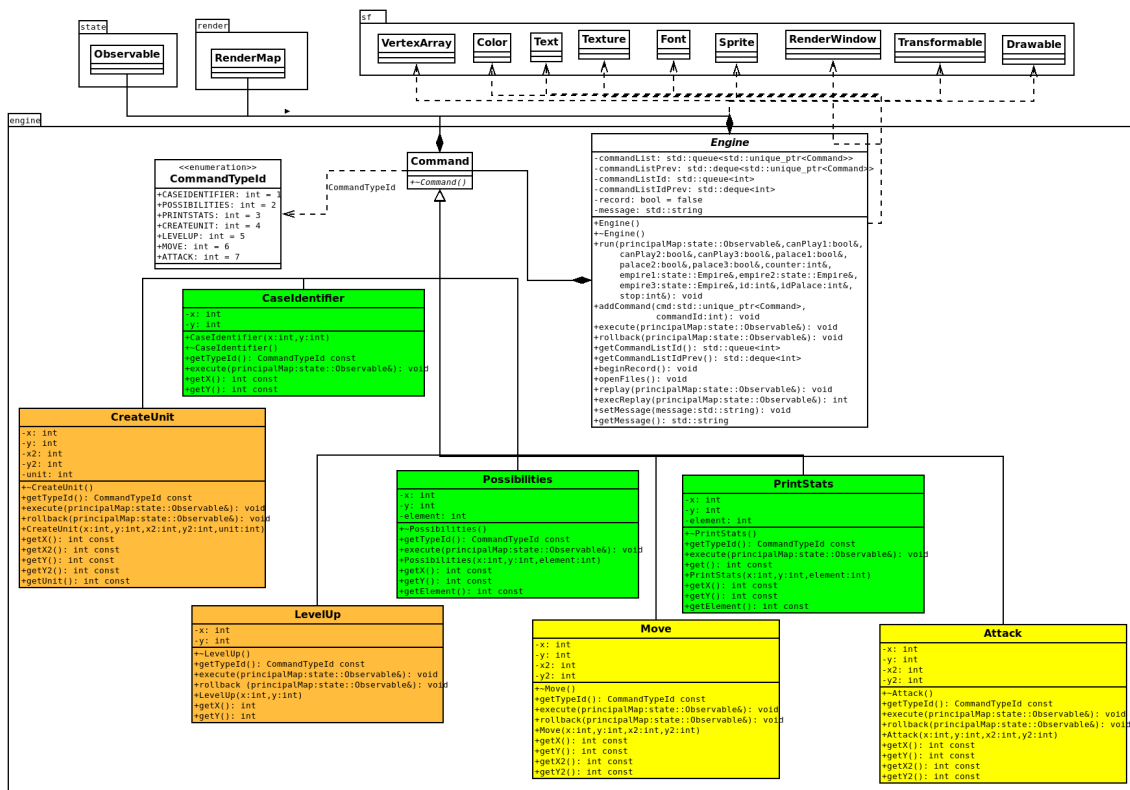 state
Observable
render
RenderMap
sf
VertexArray
Color
Text
Texture
Font
Sprite
RenderWindow
Transformable
Drawable
engine
<<enumeration>>
CommandTypeId
+CASEIDENTIFIER: int = 1
+POSSIBILITIES: int = 2
+PRINTSTATS: int = 3
+CREATEUNIT: int = 4
+LEVELUP: int = 5
+MOVE: int = 6
+ATTACK: int = 7
CommandTypeId
Command
+~Command()
Engine
-commandList: std::queue<std::unique_ptr<Command>>
-commandListPrev: std::deque<std::unique_ptr<Command>>
-commandListId: std::queue<int>
-commandListIdPrev: std::deque<int>
-record: bool = false
-message: std::string
+Engine()
+~Engine()
+run(principalMap:state::Observable&,canPlay1:bool&,
canPlay2:bool&,canPlay3:bool&,palace1:bool&,
palace2:bool&,palace3:bool&,counter:int&,
empire1:state::Empire&,empire2:state::Empire&,
empire3:state::Empire&,id:int&,idPalace:int&,
stop:int&): void
+addCommand(cmd:std::unique_ptr<Command>,
commandId:int): void
+execute(principalMap:state::Observable&): void
+rollback(principalMap:state::Observable&): void
+getCommandListId(): std::queue<int>
+getCommandListIdPrev(): std::deque<int>
+beginRecord(): void
+openFiles(): void
+replay(principalMap:state::Observable&): void
+execReplay(principalMap:state::Observable&): int
+setMessage(message:std::string): void
+getMessage(): std::string
CaseIdentifier
-x: int
-y: int
+CaseIdentifier(x:int,y:int)
+~CaseIdentifier()
+getTypeId(): CommandTypeId const
+execute(principalMap:state::Observable&): void
+getX(): int const
+getY(): int const
CreateUnit
-x: int
-y: int
-x2: int
-y2: int
-unit: int
+~CreateUnit()
+getTypeId(): CommandTypeId const
+execute(principalMap:state::Observable&): void
+rollback(principalMap:state::Observable&): void
+CreateUnit(x:int,y:int,x2:int,y2:int,unit:int)
+getX(): int const
+getX2(): int const
+getY(): int const
+getY2(): int const
+getUnit(): int const
Possibilities
-x: int
-y: int
-element: int
+~Possibilities()
+getTypeId(): CommandTypeId const
+execute(principalMap:state::Observable&): void
+Possibilities(x:int,y:int,element:int)
+getX(): int const
+getY(): int const
+getElement(): int const
PrintStats
-x: int
-y: int
-element: int
+~PrintStats()
+getTypeId(): CommandTypeId const
+execute(principalMap:state::Observable&): void
+get(): int const
+PrintStats(x:int,y:int,element:int)
+getX(): int const
+getY(): int const
+getElement(): int const
LevelUp
-x: int
-y: int
+~LevelUp()
+getTypeId(): CommandTypeId const
+execute(principalMap:state::Observable&): void
+rollback (principalMap:state::Observable&): void
+LevelUp(x:int,y:int)
+getX(): int
+getY(): int
Move
-x: int
-y: int
-x2: int
-y2: int
+~Move()
+getTypeId(): CommandTypeId const
+execute(principalMap:state::Observable&): void
+rollback(principalMap:state::Observable&): void
+Move(x:int,y:int,x2:int,y2:int)
+getX(): int const
+getY(): int const
+getX2(): int const
+getY2(): int const
Attack
-x: int
-y: int
-x2: int
-y2: int
+~Attack()
+getTypeId(): CommandTypeId const
+execute(principalMap:state::Observable&): void
+rollback(principalMap:state::Observable&): void
+Attack(x:int,y:int,x2:int,y2:int)
+getX(): int const
+getY(): int const
+getX2(): int const
+getY2(): int const